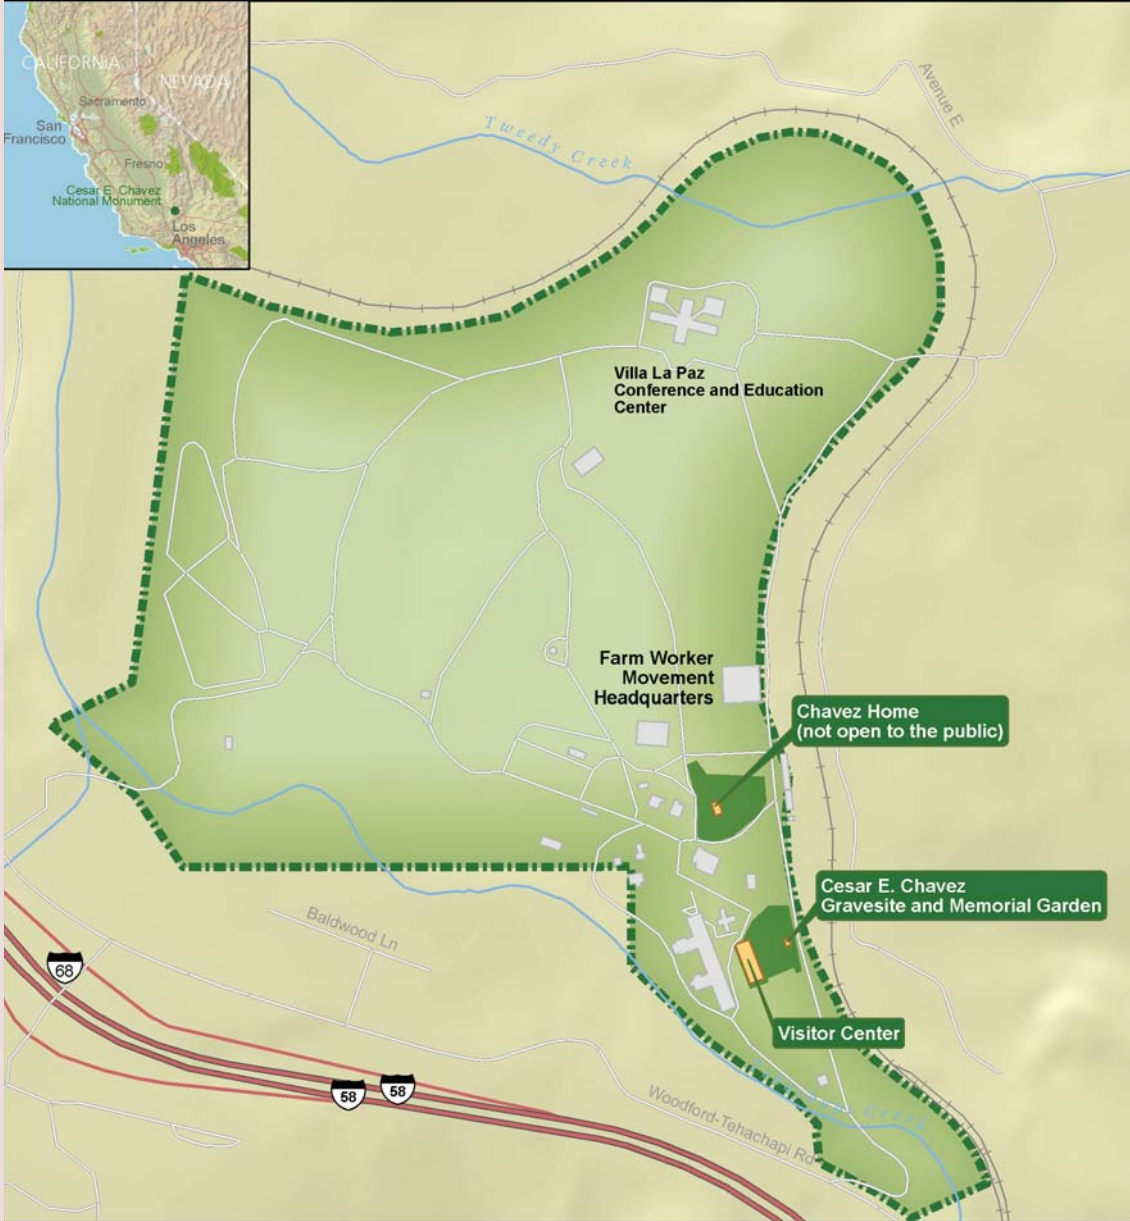 CALIFORNIA
NEVADA
Sacramento
San
Francisco
Fresno
Cesar E. Chavez
National Monument
Los
Angeles
Avenue E
Tweedy Creek
Villa La Paz
Conference and Education
Center
Farm Worker
Movement
Headquarters
Chavez Home
(not open to the public)
Cesar E. Chavez
Gravesite and Memorial Garden
Baldwood Ln
68
Visitor Center
58
58
Woodford-Tehachapi Rd
Creek